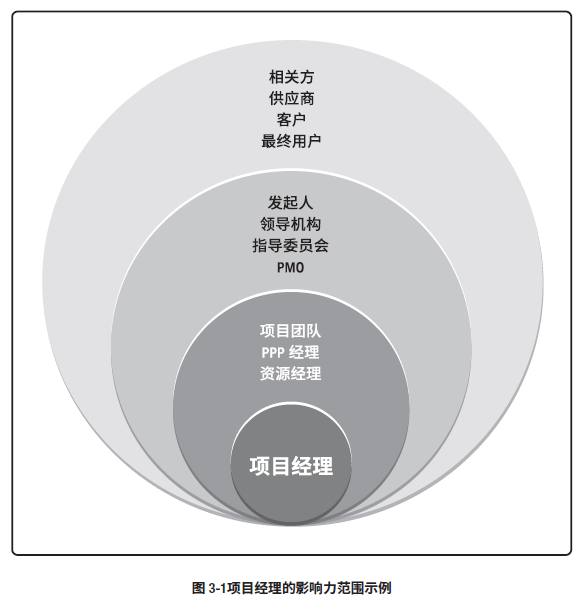 相关方
供应商
客户
最终用户
发起人
领导机构
指导委员会
PMO
项目团队
PPP 经理
资源经理
项目经理
图 3-1项目经理的影响力范围示例